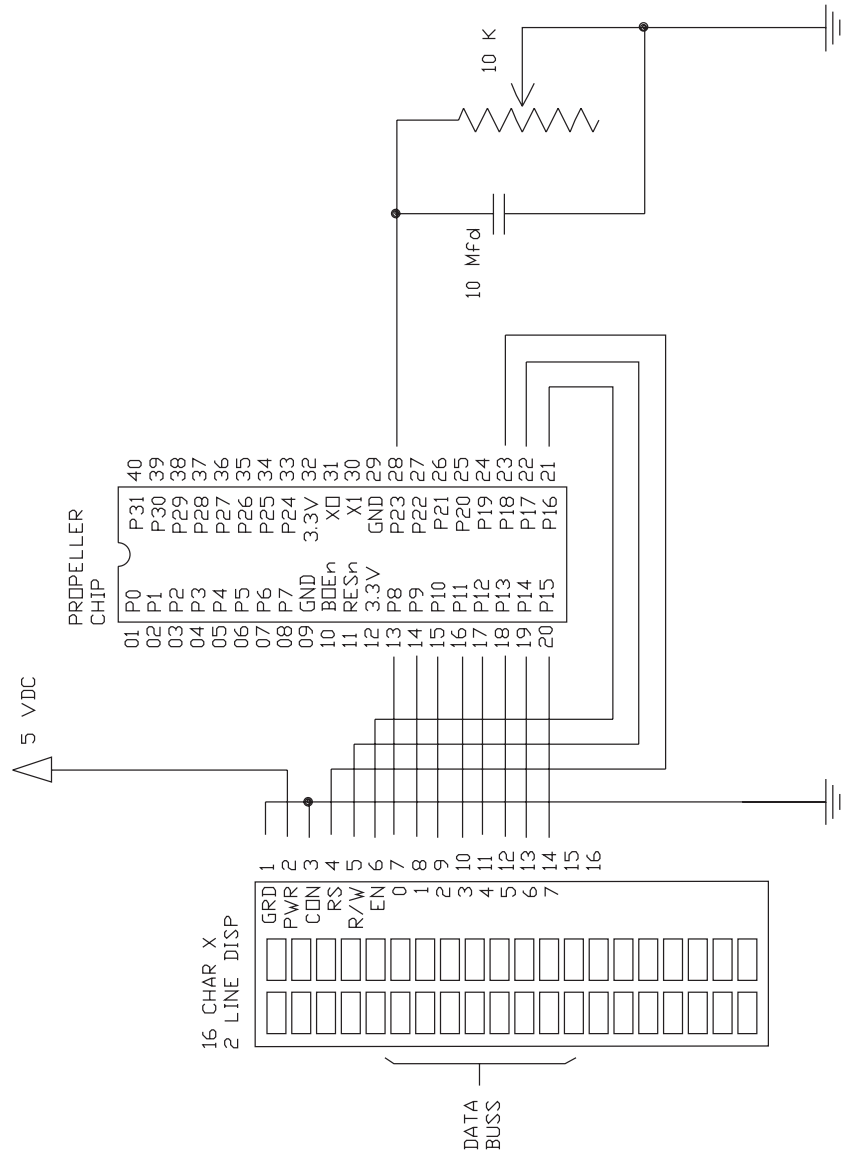 5 VDC
PROPELLER
CHIP
01 P0
02 P1
03 P2
04 P3
05 P4
06 P5
07 P6
08 P7
09 GND
10 BOEn
11 RESn
12 3.3V
13 P8
14 P9
15 P10
16 P11
17 P12
18 P13
19 P14
20 P15
P31 40
P30 39
P29 38
P28 37
P27 36
P26 35
P25 34
P24 33
3.3V 32
XO 31
X1 30
GND 29
P23 28
P22 27
P21 26
P20 25
P19 24
P18 23
P17 22
P16 21
10 K
10 Mfd
16 CHAR X
2 LINE DISP
GRD 1
PWR 2
CON 3
RS 4
R/W 5
EN 6
0 7
1 8
2 9
3 10
4 11
5 12
6 13
7 14
15
16
DATA
BUSS